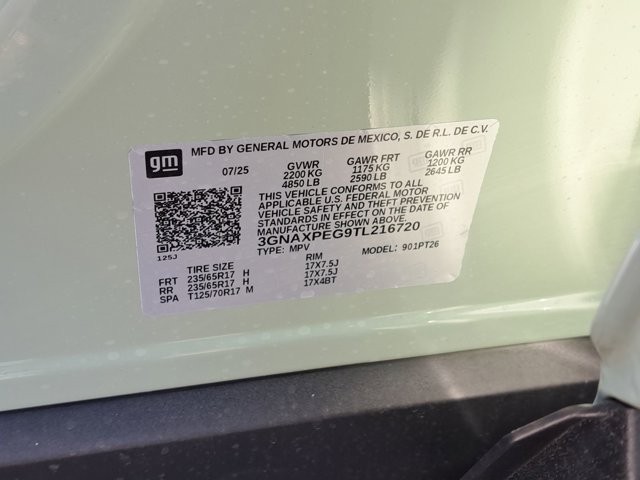 gm MFD BY GENERAL MOTORS DE MEXICO, S. DE R.L. DE C.V.
07/25 GVWR GAWR FRT GAWR RR
2200 KG 1175 KG 1200 KG
4850 LB 2590 LB 2645 LB
THIS VEHICLE CONFORMS TO ALL
APPLICABLE U.S. FEDERAL MOTOR
VEHICLE SAFETY AND THEFT PREVENTION
STANDARDS IN EFFECT ON THE DATE OF
MANUFACTURE SHOWN ABOVE.
3GNAXPEG9TL216720
125J TYPE: MPV MODEL: 901PT26
TIRE SIZE RIM
FRT 235/65R17 H 17X7.5J
RR 235/65R17 H 17X7.5J
SPA T125/70R17 M 17X4BT